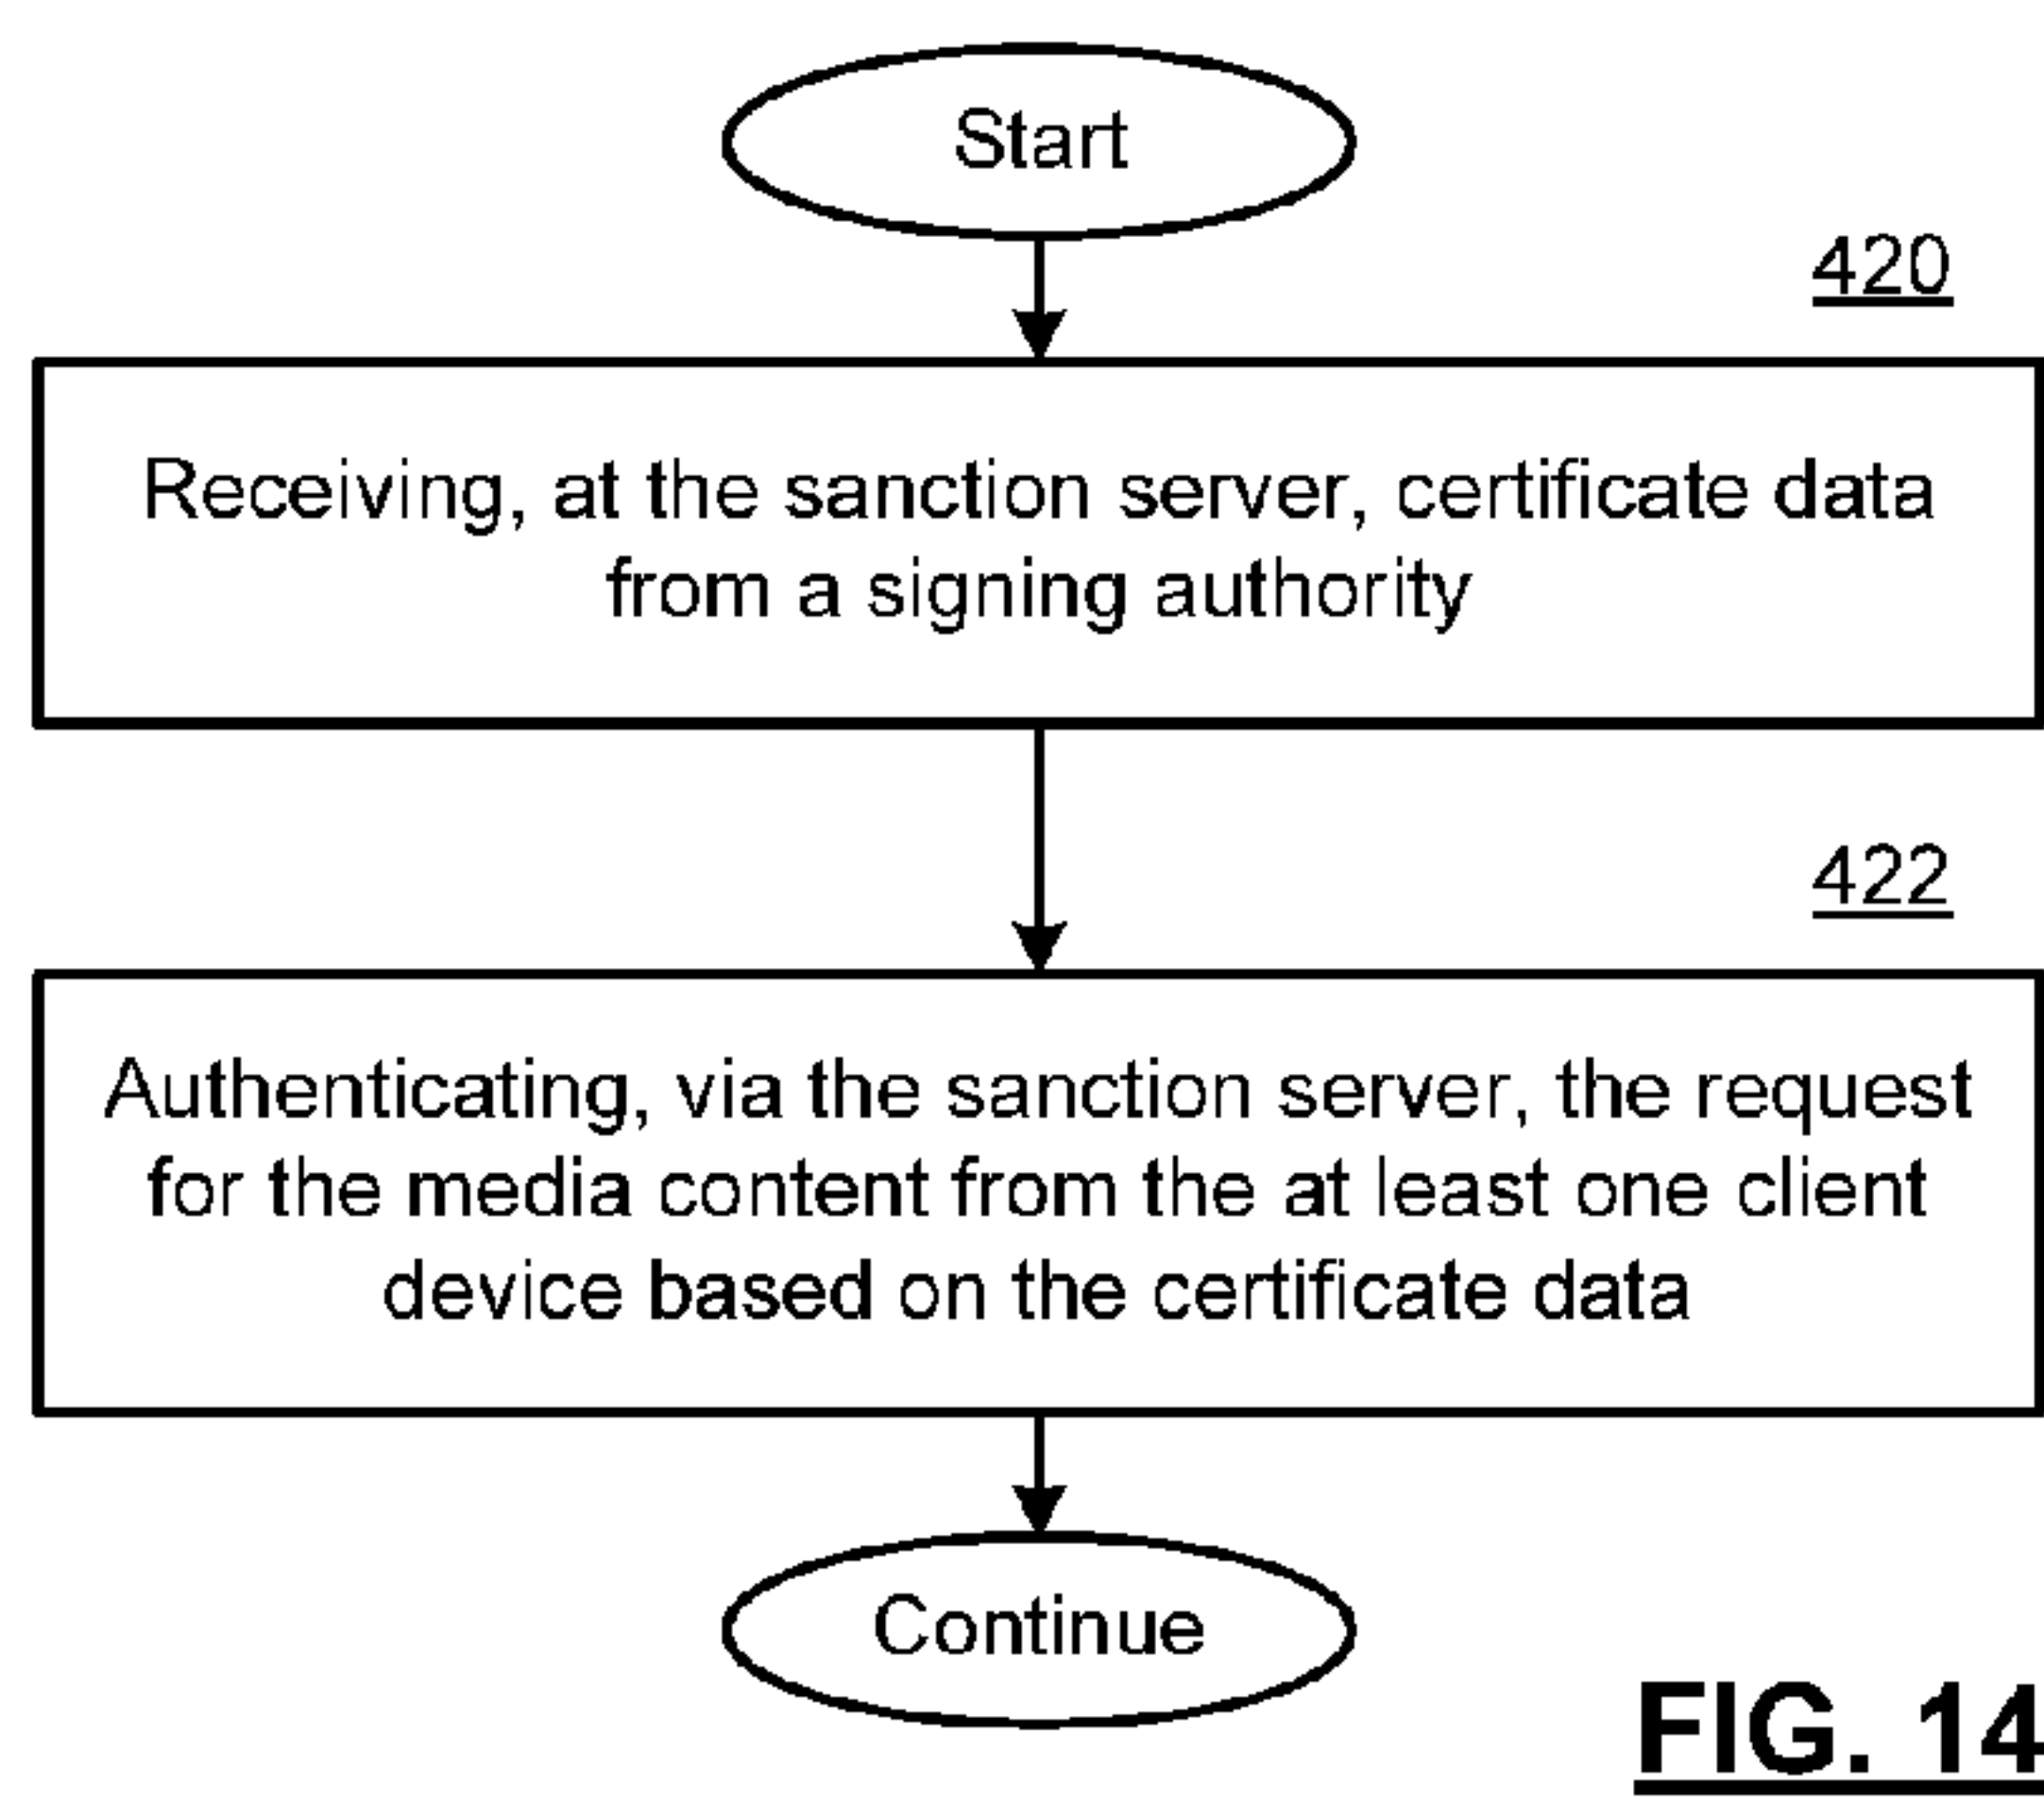 Start
420
Receiving, at the sanction server, certificate data
from a signing authority
422
Authenticating, via the sanction server, the request
for the media content from the at least one client
device based on the certificate data
Continue
FIG. 14